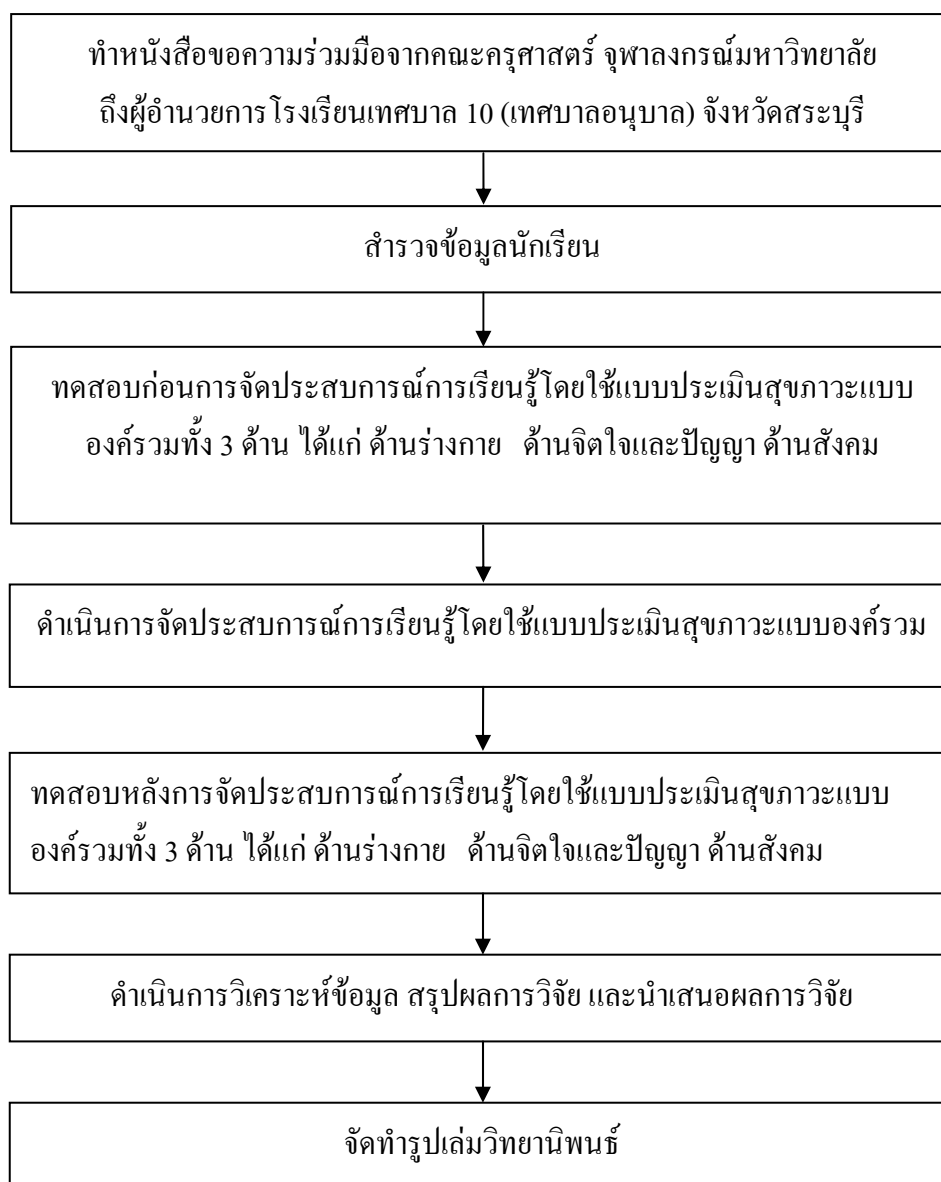 ทำหนังสือขอความร่วมมือจากคณะครุศาสตร์ จุฬาลงกรณ์มหาวิทยาลัย
ถึงผู้อำนวยการโรงเรียนเทศบาล 10 (เทศบาลอนุบาล) จังหวัดสระบุรี
สำรวจข้อมูลนักเรียน
ทดสอบก่อนการจัดประสบการณ์การเรียนรู้โดยใช้แบบประเมินสุขภาวะแบบ
องค์รวมทั้ง 3 ด้าน ได้แก่ ด้านร่างกาย ด้านจิตใจและปัญญา ด้านสังคม
ดำเนินการจัดประสบการณ์การเรียนรู้โดยใช้แบบประเมินสุขภาวะแบบองค์รวม
ทดสอบหลังการจัดประสบการณ์การเรียนรู้โดยใช้แบบประเมินสุขภาวะแบบ
องค์รวมทั้ง 3 ด้าน ได้แก่ ด้านร่างกาย ด้านจิตใจและปัญญา ด้านสังคม
ดำเนินการวิเคราะห์ข้อมูล สรุปผลการวิจัย และนำเสนอผลการวิจัย
จัดทำรูปเล่มวิทยานิพนธ์